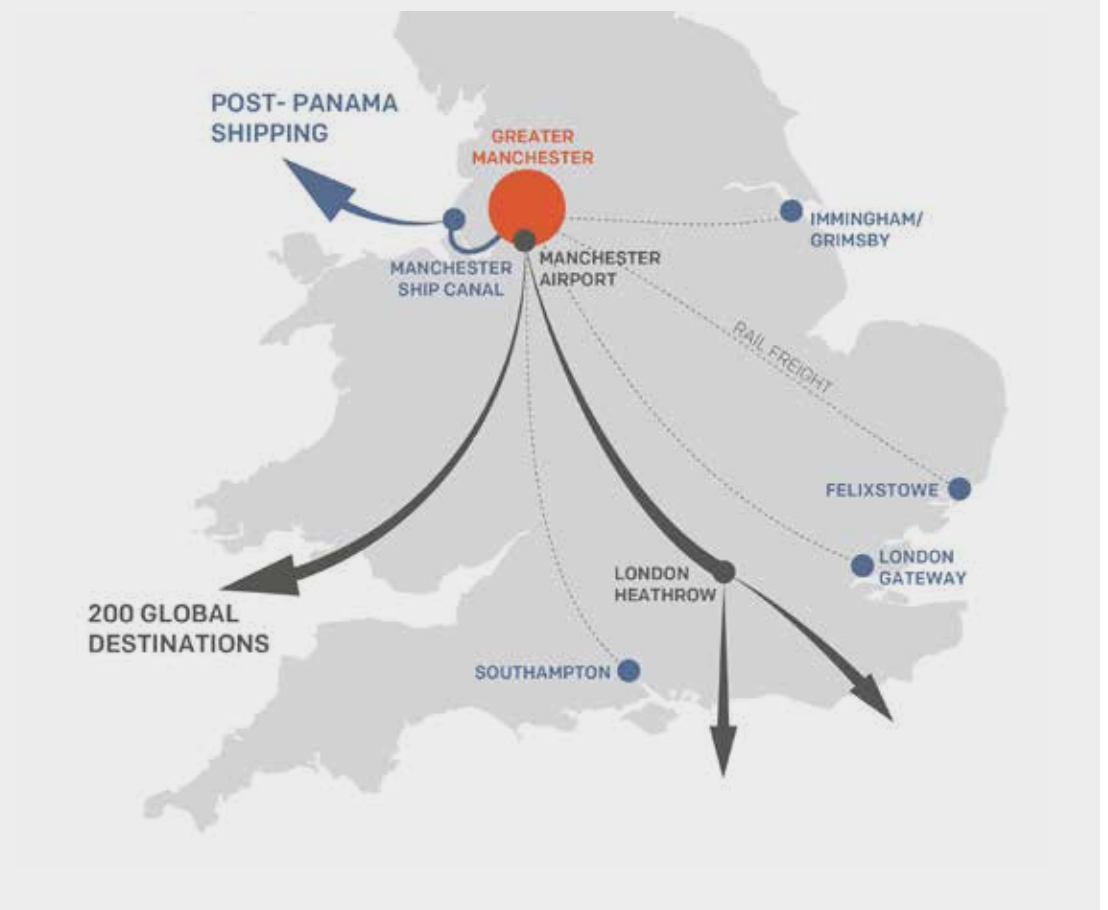 POST- PANAMA
SHIPPING
GREATER
MANCHESTER
IMMINGHAM/
GRIMSBY
MANCHESTER
SHIP CANAL
MANCHESTER
AIRPORT
RAIL FREIGHT
FELIXSTOWE
LONDON
GATEWAY
LONDON
HEATHROW
200 GLOBAL
DESTINATIONS
SOUTHAMPTON